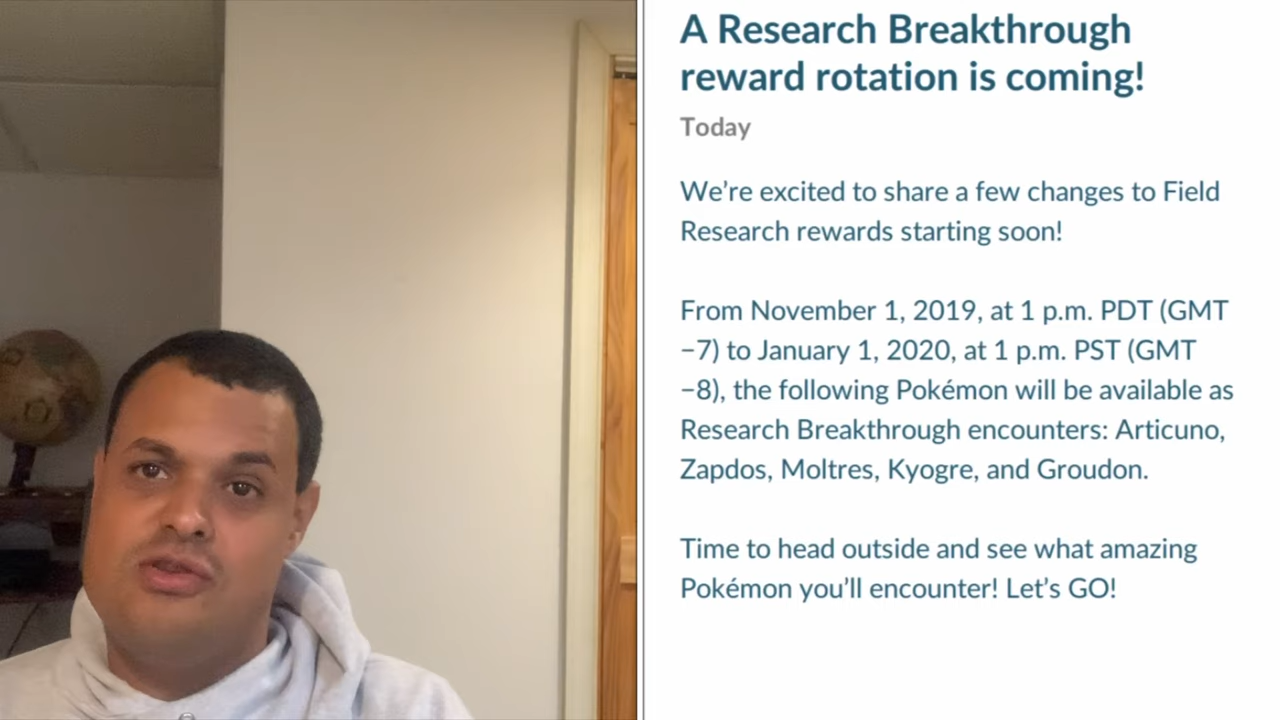 A Research Breakthrough
reward rotation is coming!
Today
We’re excited to share a few changes to Field
Research rewards starting soon!
From November 1, 2019, at 1 p.m. PDT (GMT
−7) to January 1, 2020, at 1 p.m. PST (GMT
−8), the following Pokémon will be available as
Research Breakthrough encounters: Articuno,
Zapdos, Moltres, Kyogre, and Groudon.
Time to head outside and see what amazing
Pokémon you’ll encounter! Let’s GO!